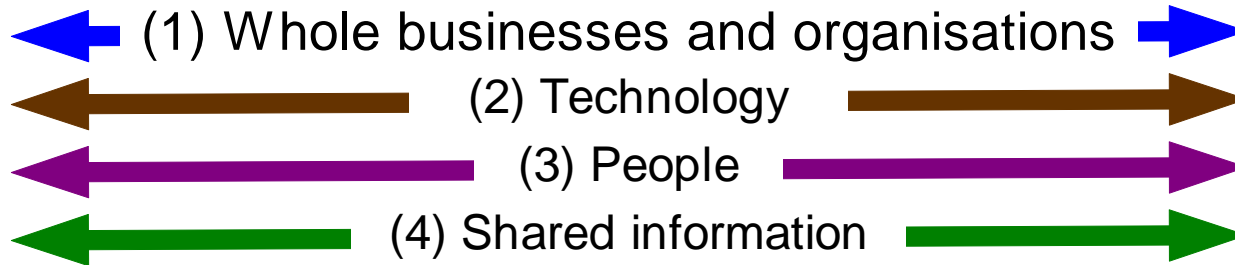 (1) Whole businesses and organisations
(2) Technology
(3) People
(4) Shared information